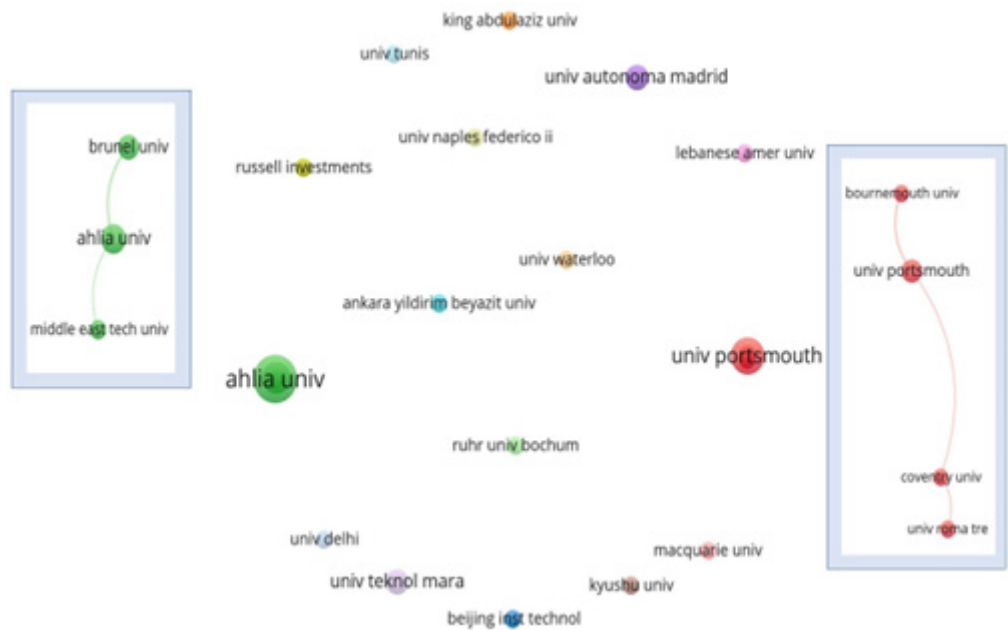 king abdulaziz univ
univ tunis
univ autonoma madrid
univ naples federico ii
russell investments
lebanese amer univ
brunel univ
ahlia univ
middle east tech univ
bournemouth univ
univ portsmouth
coventry univ
univ roma tre
univ waterloo
ankara yildirim beyazit univ
univ portsmouth
ahlia univ
ruhr univ bochum
univ delhi
univ teknol mara
macquarie univ
kyushu univ
beijing inst technol